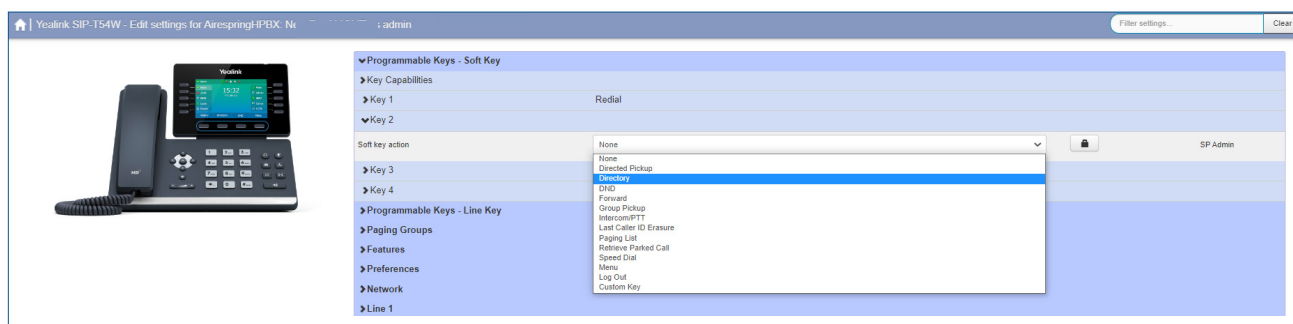 Yealink SIP-T54W - Edit settings for AirespringHPBX: admin
Filter settings...
Clear
Yealink
15:32
HD
Programmable Keys - Soft Key
Key Capabilities
Key 1 Redial
Key 2
Soft key action None SP Admin
None
Directed Pickup
Directory
DND
Forward
Group Pickup
Intercom/PTT
Last Caller ID Erasure
Paging List
Retrieve Parked Call
Speed Dial
Menu
Log Out
Custom Key
Key 3
Key 4
Programmable Keys - Line Key
Paging Groups
Features
Preferences
Network
Line 1